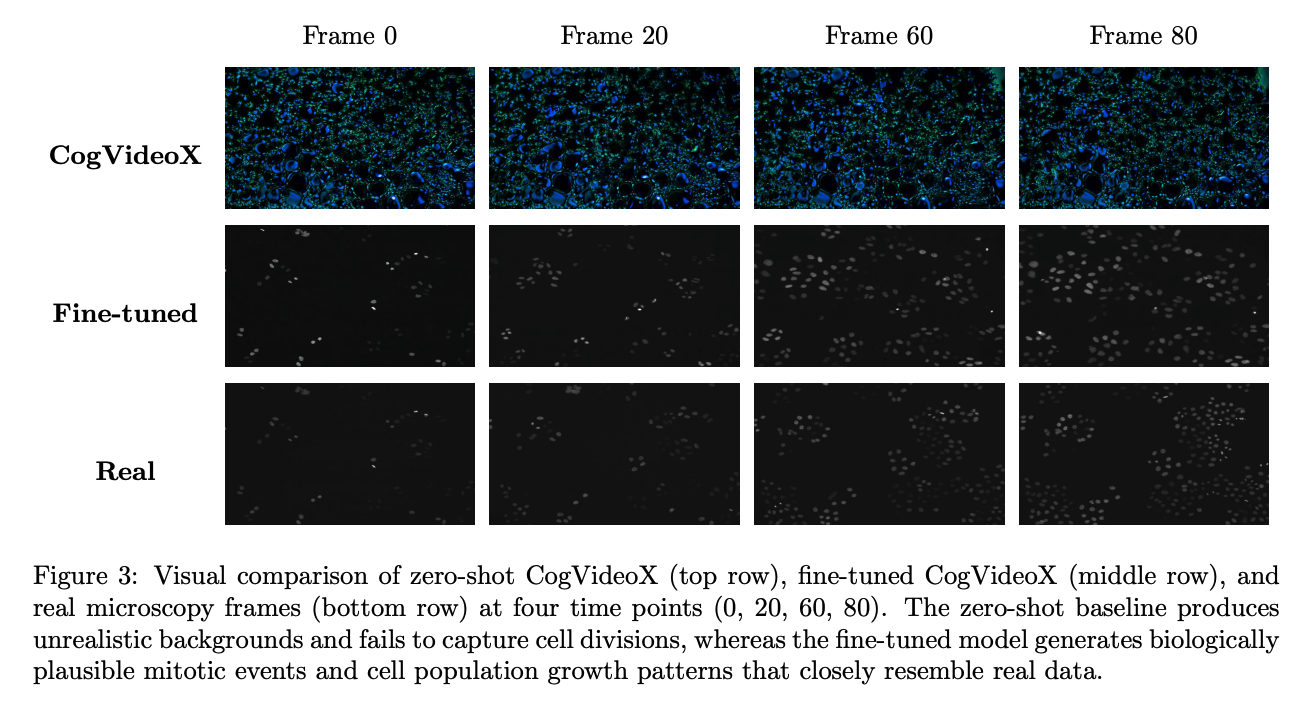 Frame 0 Frame 20 Frame 60 Frame 80
CogVideoX
Fine-tuned
Real
Figure 3: Visual comparison of zero-shot CogVideoX (top row), fine-tuned CogVideoX (middle row), and
real microscopy frames (bottom row) at four time points (0, 20, 60, 80). The zero-shot baseline produces
unrealistic backgrounds and fails to capture cell divisions, whereas the fine-tuned model generates biologically
plausible mitotic events and cell population growth patterns that closely resemble real data.